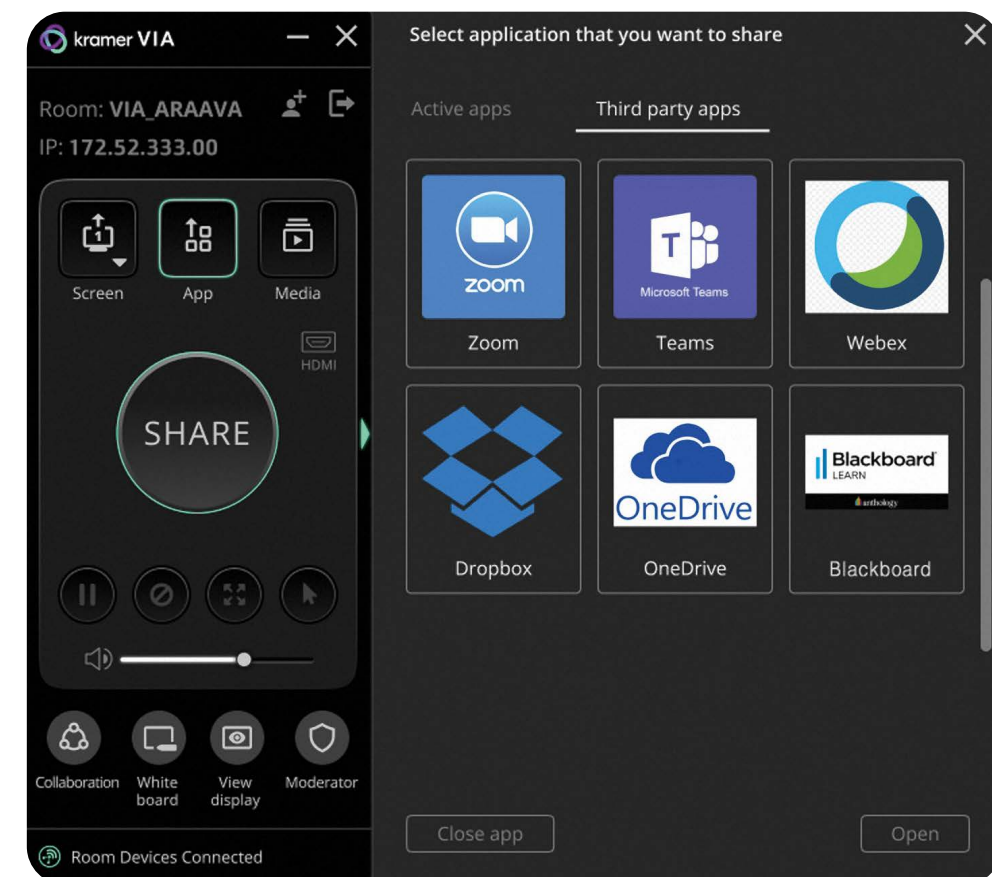 kramer VIA
Room: VIA_ARAAVA
IP: 172.52.333.00
1
Screen
App
Media
HDMI
SHARE
Collaboration
White
board
View
display
Moderator
Room Devices Connected
Select application that you want to share
Active apps
Third party apps
zoom
Zoom
T
Microsoft Teams
Teams
Webex
Dropbox
OneDrive
OneDrive
Blackboard
LEARN
anthology
Blackboard
Close app
Open